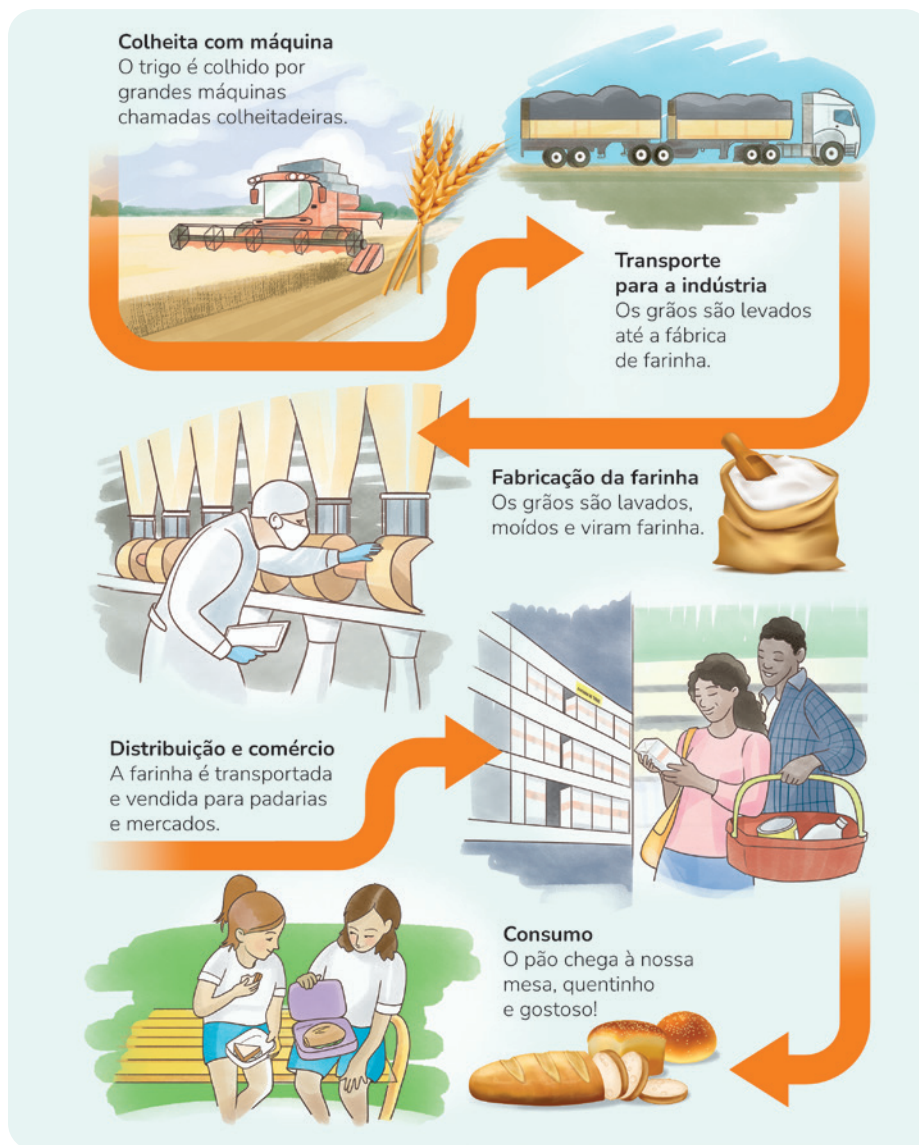 Colheita com máquina
O trigo é colhido por
grandes máquinas
chamadas colheitadeiras.
Transporte
para a indústria
Os grãos são levados
até a fábrica
de farinha.
Fabricação da farinha
Os grãos são lavados,
moídos e viram farinha.
Distribuição e comércio
A farinha é transportada
e vendida para padarias
e mercados.
Consumo
O pão chega à nossa
mesa, quentinho
e gostoso!